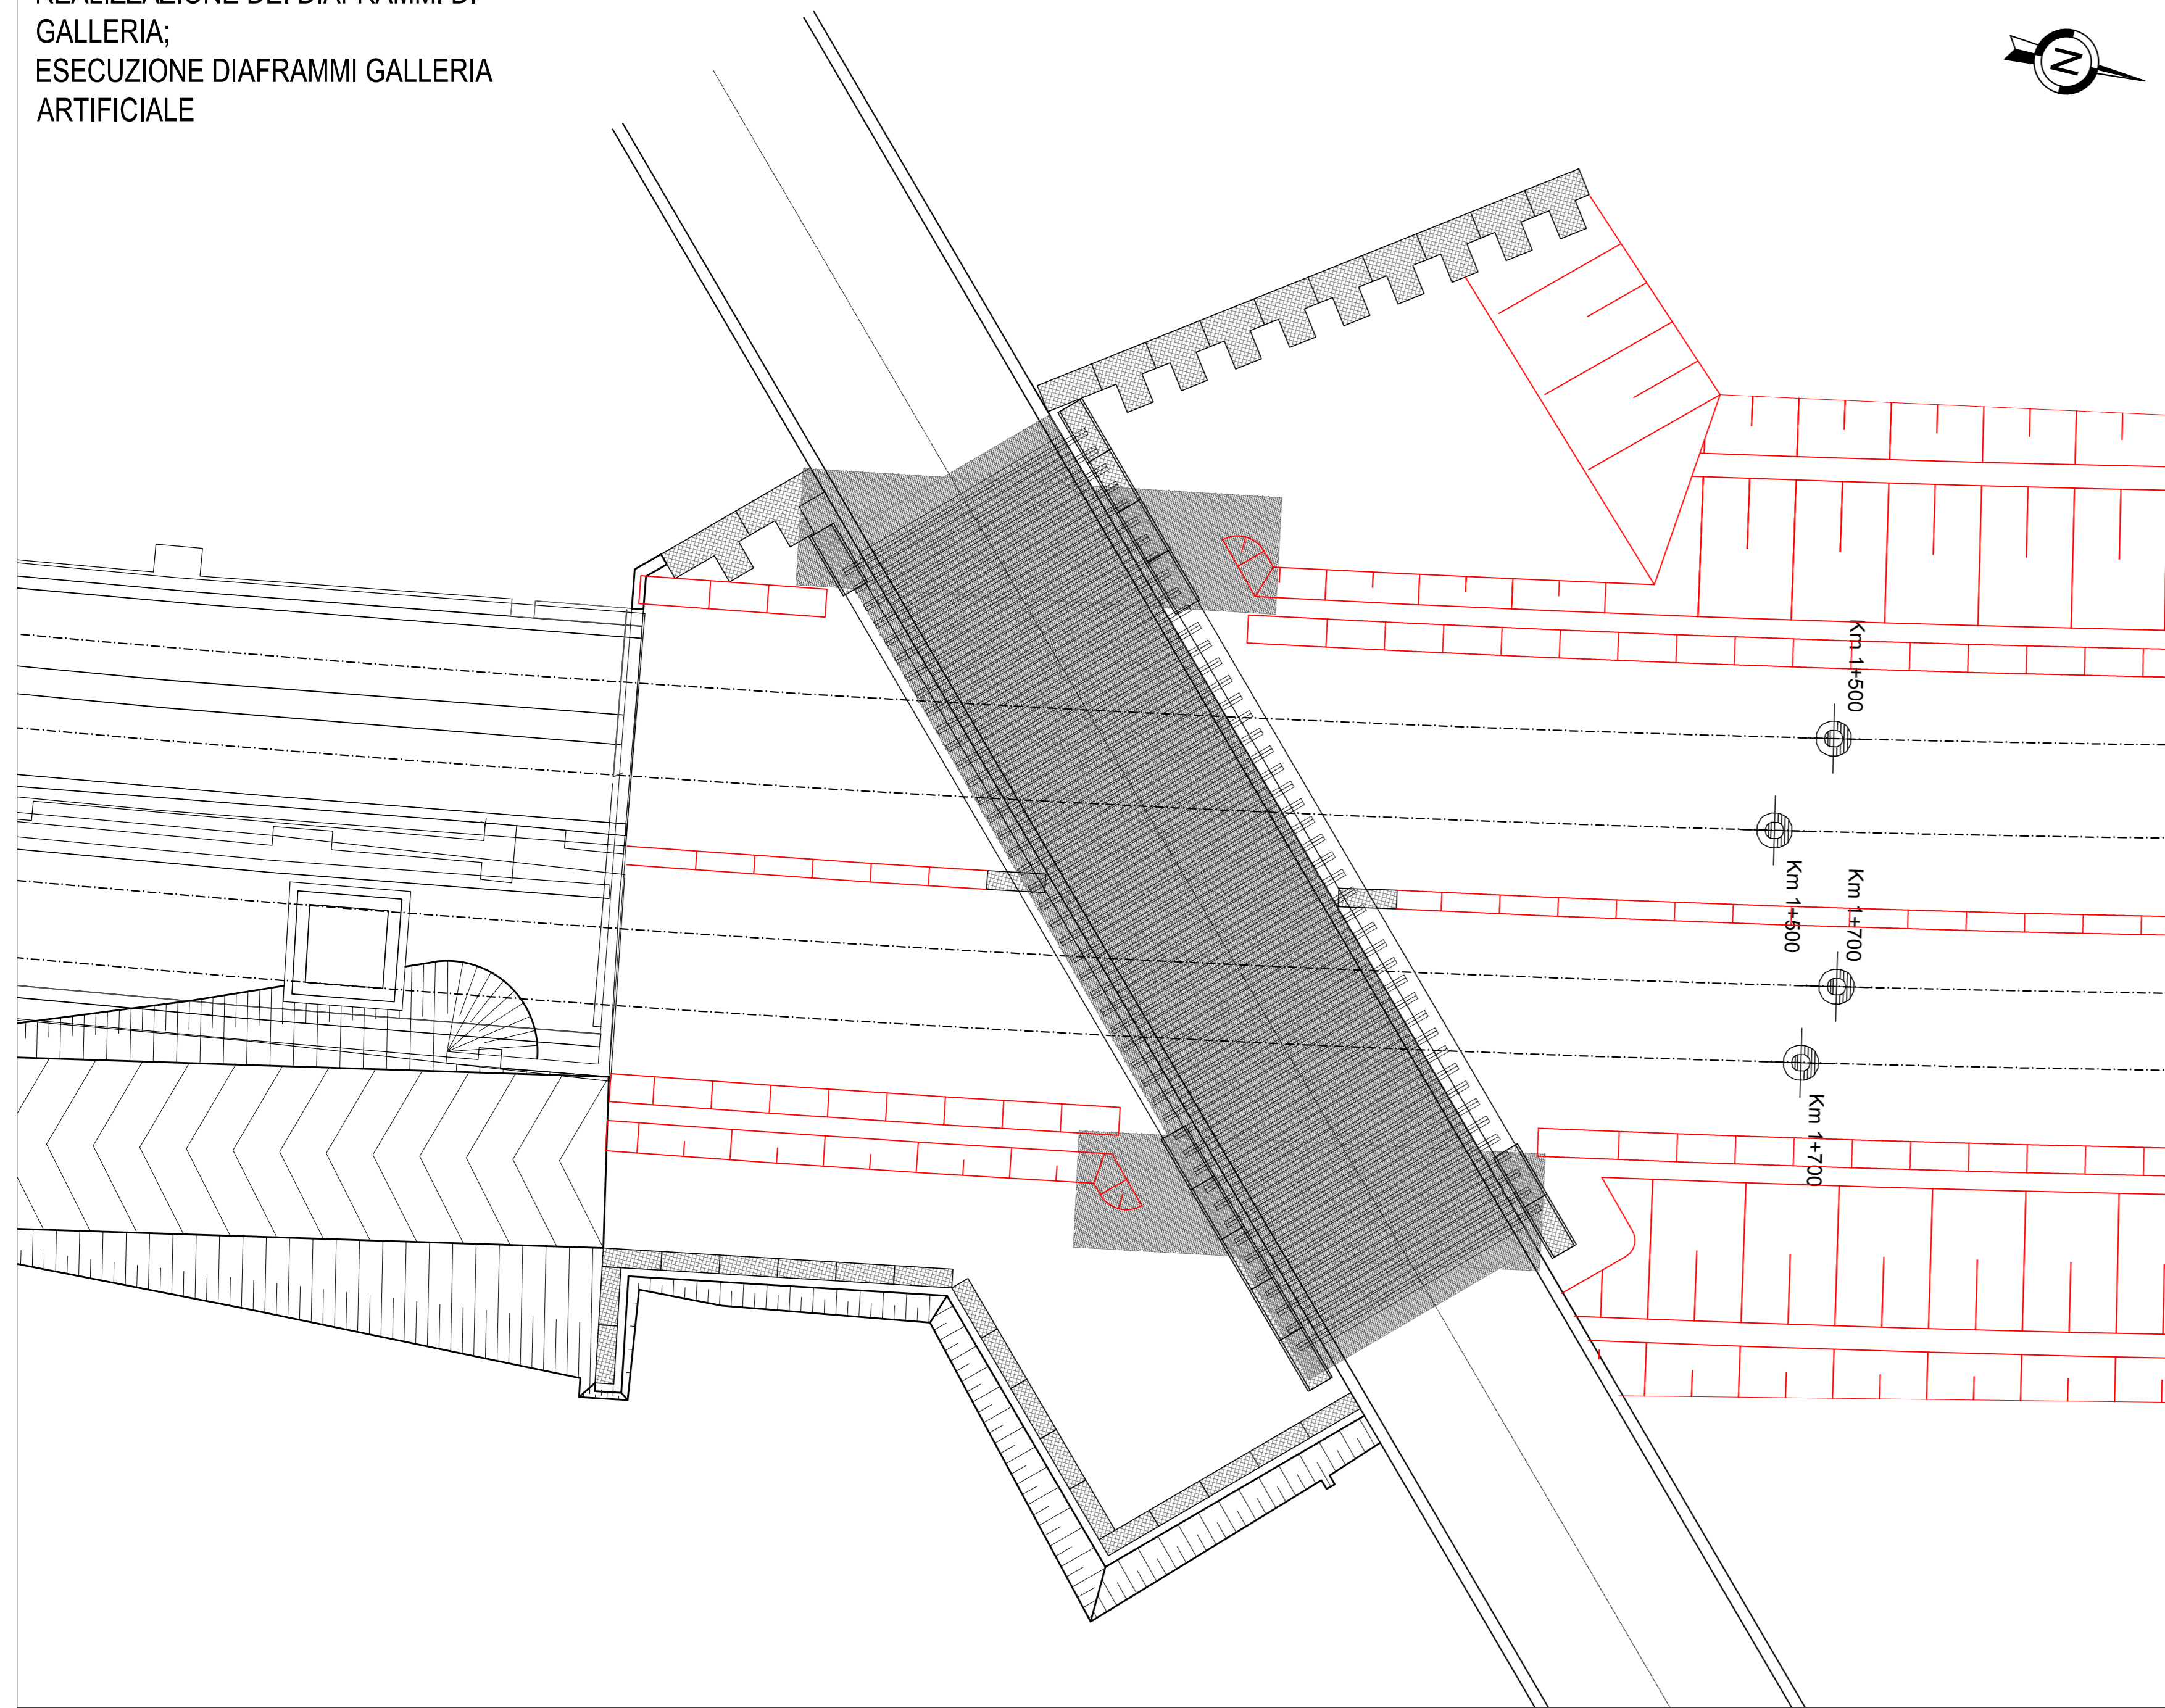 GALLERIA;
ESECUZIONE DIAFRAMMI GALLERIA
ARTIFICIALE
N
Km 1+500
Km 1+500
Km 1+700
Km 1+700